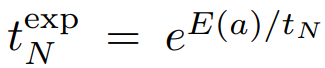 t_N^exp = e^{E(a)/t_N}